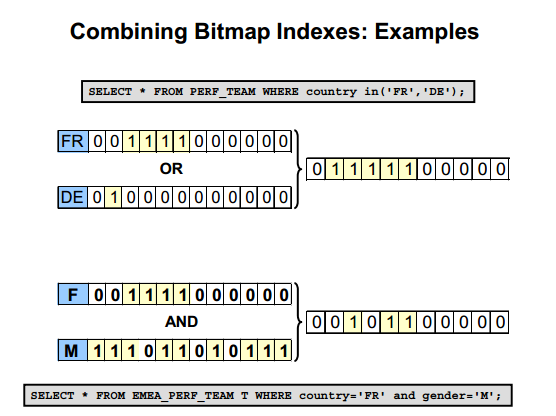 Combining Bitmap Indexes: Examples
SELECT * FROM PERF_TEAM WHERE country in('FR','DE');
FR 0 0 1 1 1 1 0 0 0 0 0 0
OR
0 1 1 1 1 1 0 0 0 0 0
DE 0 1 0 0 0 0 0 0 0 0 0 0
F 0 0 1 1 1 1 0 0 0 0 0 0
AND
0 0 1 0 1 1 0 0 0 0 0
M 1 1 1 0 1 1 0 1 0 1 1 1
SELECT * FROM EMEA_PERF_TEAM T WHERE country='FR' and gender='M';